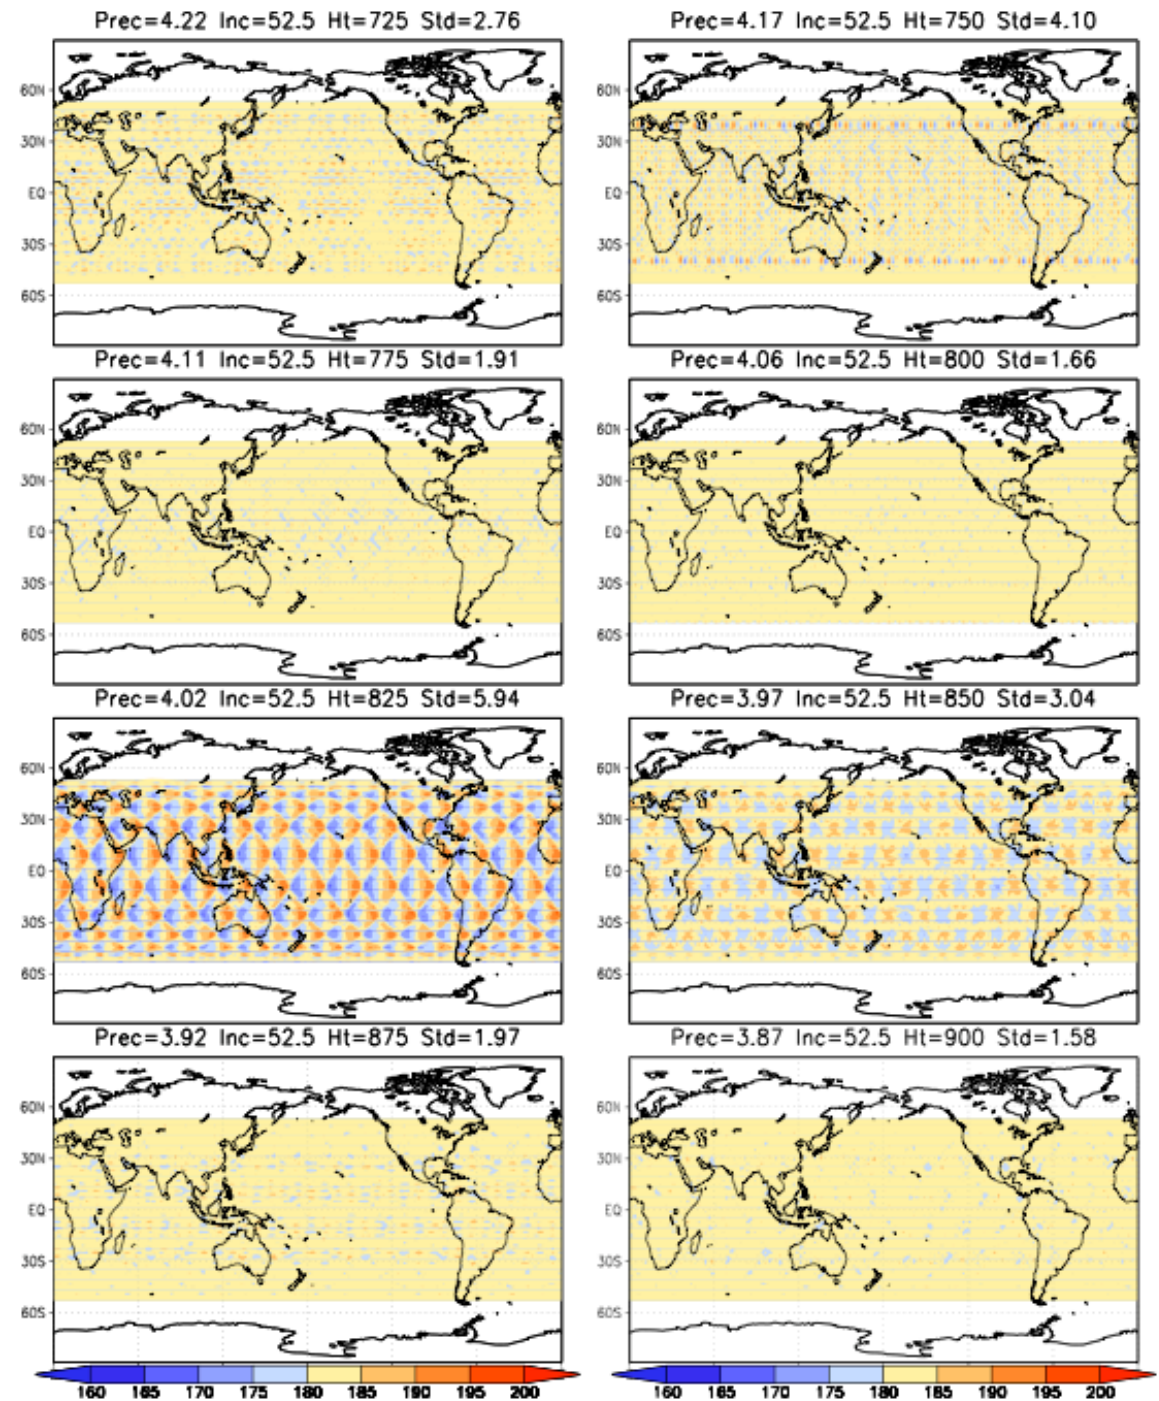 Prec=4.22 Inc=52.5 Ht=725 Std=2.76
Prec=4.17 Inc=52.5 Ht=750 Std=4.10
60N
30N
EQ
30S
60S
60N
30N
EQ
30S
60S
Prec=4.11 Inc=52.5 Ht=775 Std=1.91
Prec=4.06 Inc=52.5 Ht=800 Std=1.66
60N
30N
EQ
30S
60S
60N
30N
EQ
30S
60S
Prec=4.02 Inc=52.5 Ht=825 Std=5.94
Prec=3.97 Inc=52.5 Ht=850 Std=3.04
60N
30N
EQ
30S
60S
60N
30N
EQ
30S
60S
Prec=3.92 Inc=52.5 Ht=875 Std=1.97
Prec=3.87 Inc=52.5 Ht=900 Std=1.58
60N
30N
EQ
30S
60S
60N
30N
EQ
30S
60S
160 165 170 175 180 185 190 195 200
160 165 170 175 180 185 190 195 200